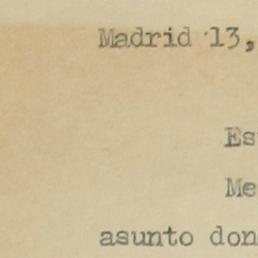 Madrid 13,
Es
Me
asunto don